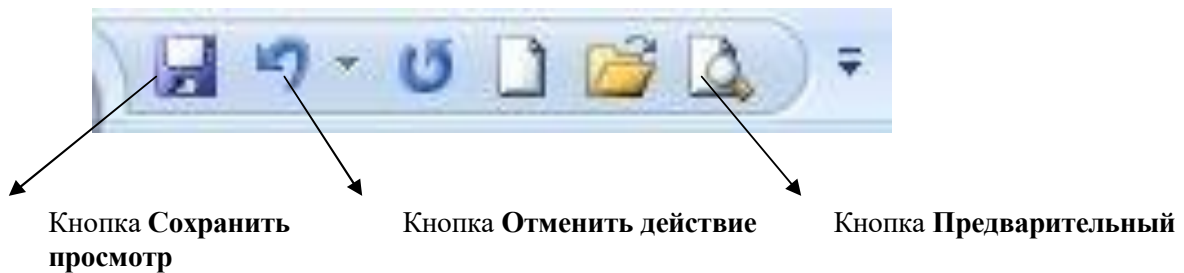 Кнопка Сохранить Кнопка Отменить действие Кнопка Предварительный
просмотр